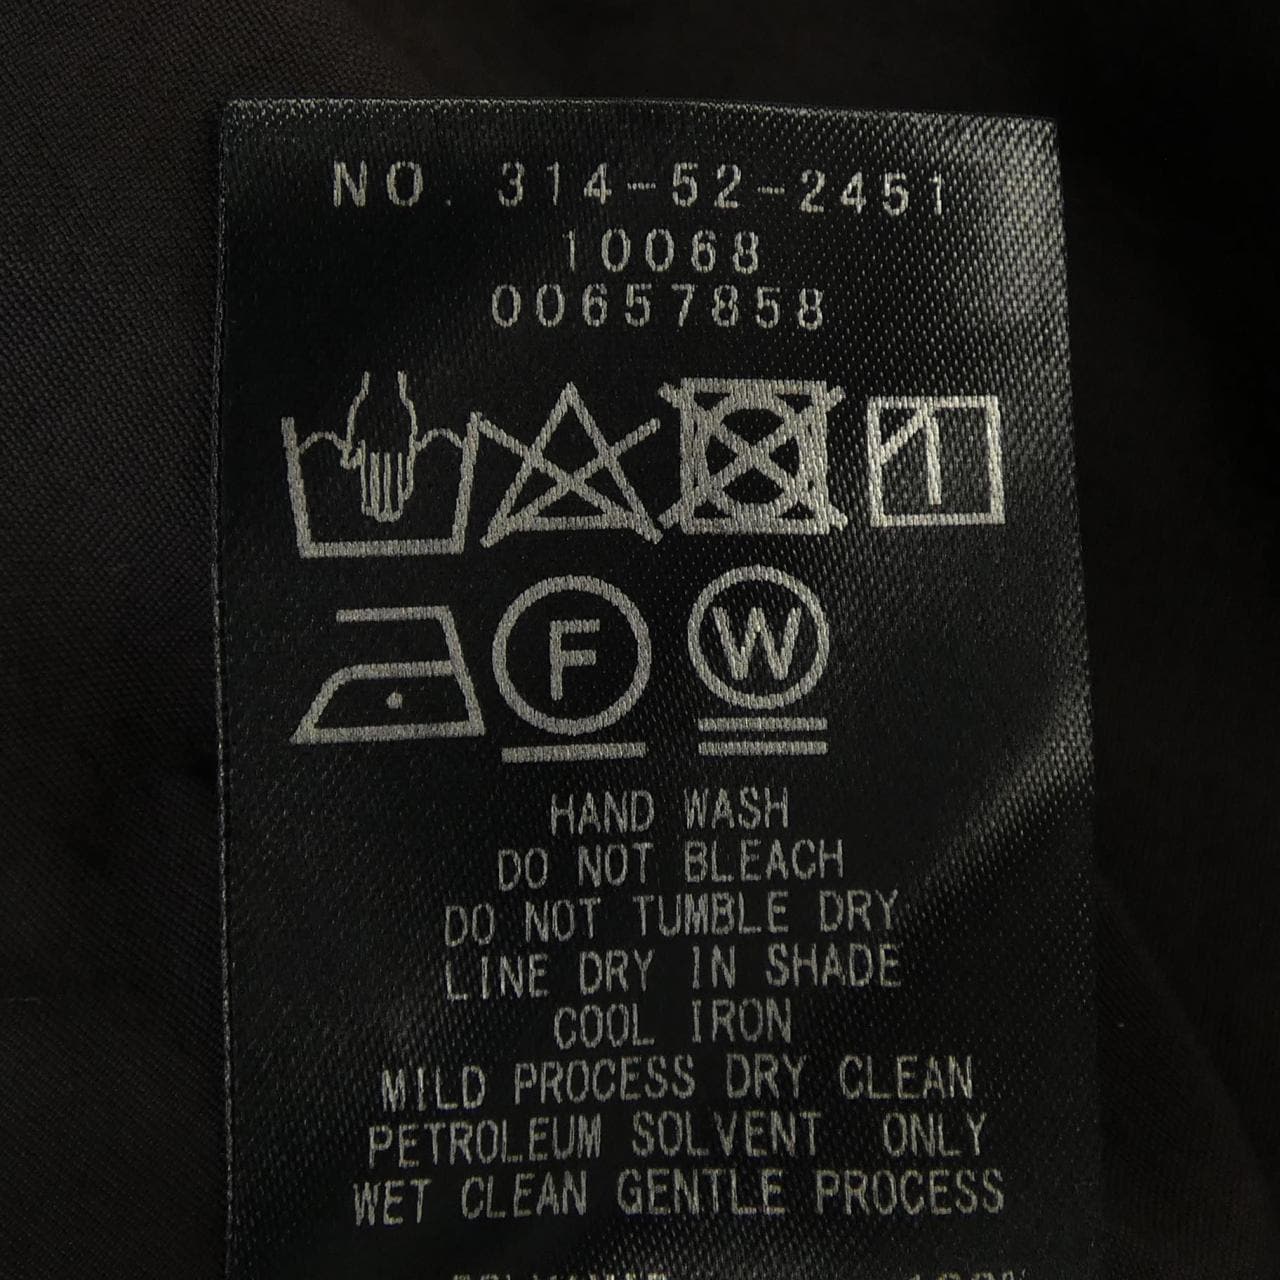 NO. 314-52-2451
10068
00657858
F W
HAND WASH
DO NOT BLEACH
DO NOT TUMBLE DRY
LINE DRY IN SHADE
COOL IRON
MILD PROCESS DRY CLEAN
PETROLEUM SOLVENT ONLY
WET CLEAN GENTLE PROCESS